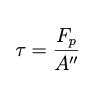 τ = F_p / A″